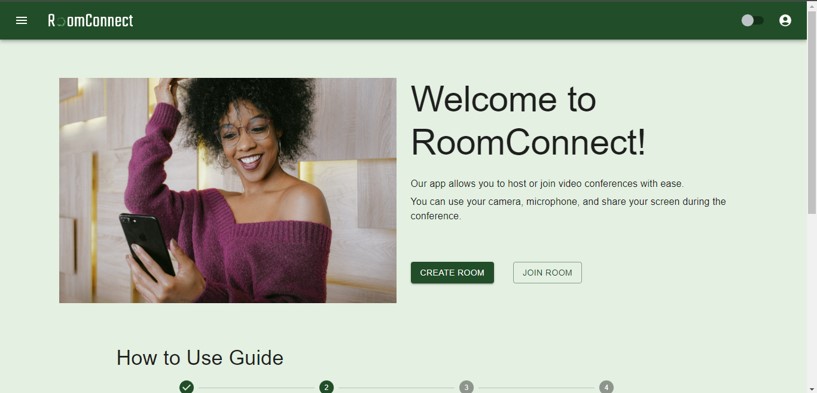 RoomConnect
Welcome to
RoomConnect!
Our app allows you to host or join video conferences with ease.
You can use your camera, microphone, and share your screen during the
conference.
CREATE ROOM
JOIN ROOM
How to Use Guide
2
3
4